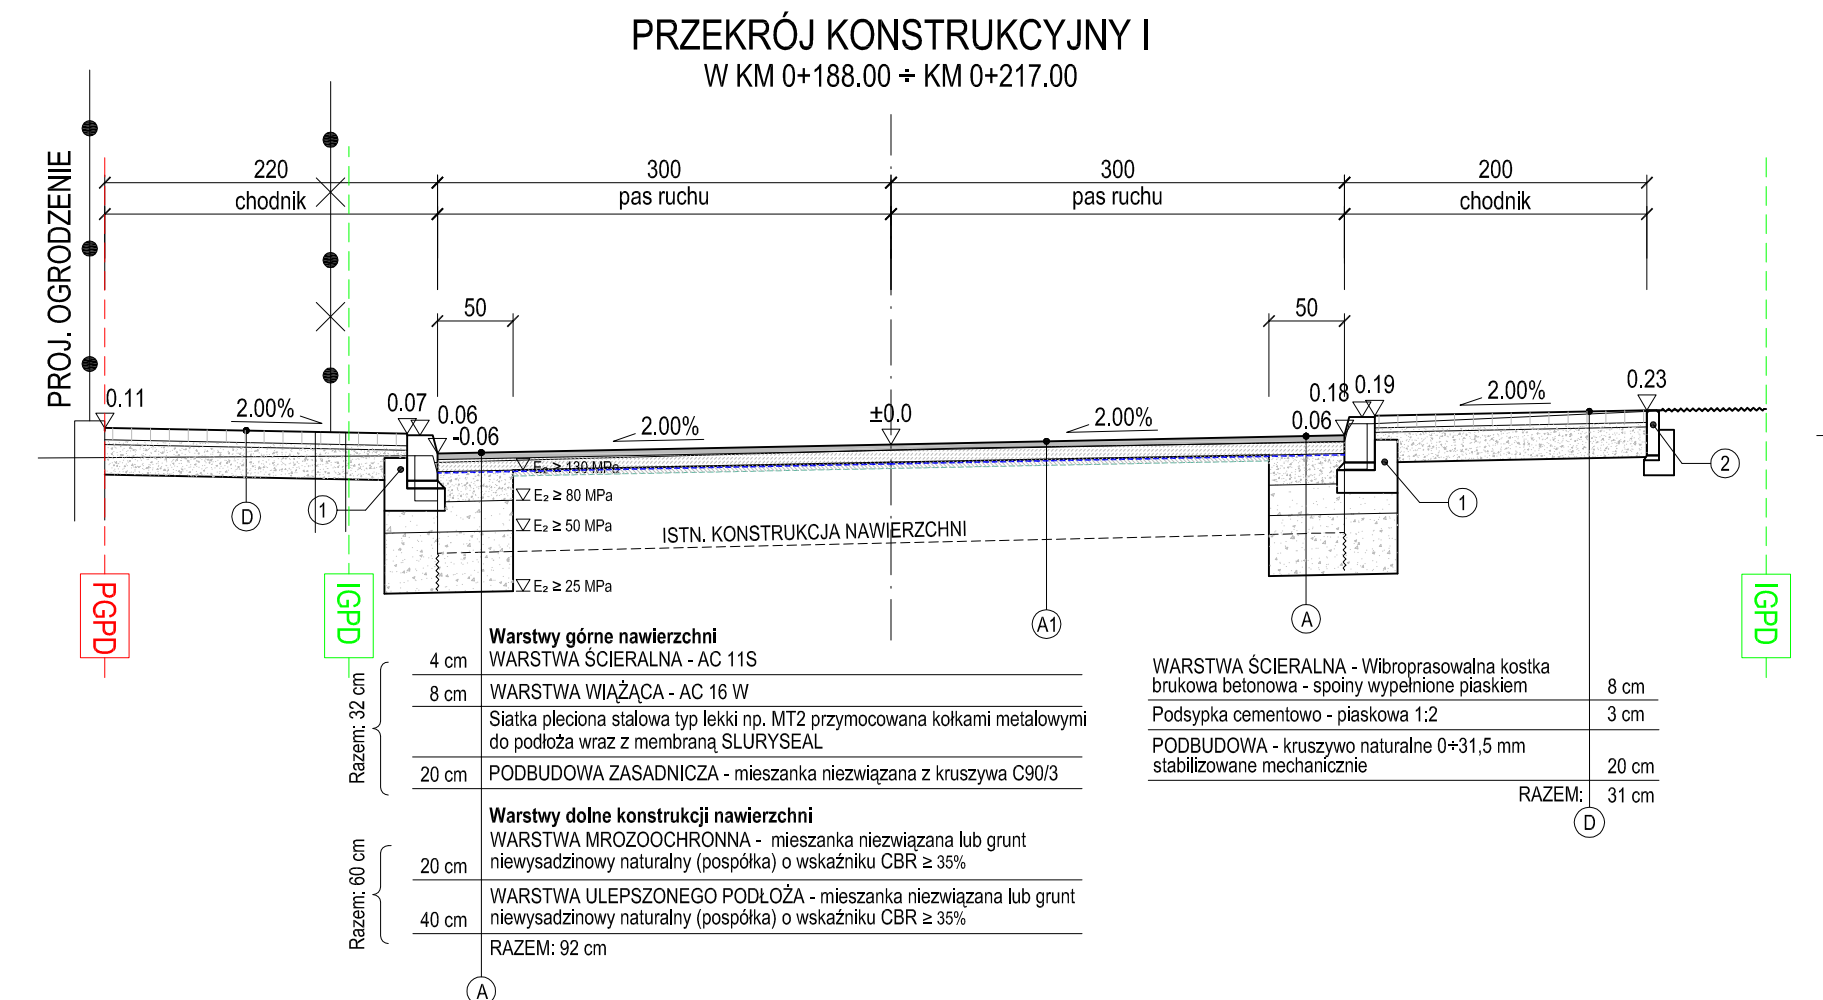 PRZEKRÓJ KONSTRUKCYJNY I
W KM 0+188.00 ÷ KM 0+217.00
PROJ. OGRODZENIE
220
300
300
200
chodnik
pas ruchu
pas ruchu
chodnik
50
50
0.11
2.00%
0.07
0.06
-0.06
2.00%
±0.0
2.00%
0.06
0.18
0.19
2.00%
0.23
E₂ ≥ 130 MPa
E₂ ≥ 80 MPa
E₂ ≥ 50 MPa
E₂ ≥ 25 MPa
ISTN. KONSTRUKCJA NAWIERZCHNI
D
1
1
2
A1
A
PGPD
IGPD
IGPD
Warstwy górne nawierzchni
4 cm WARSTWA ŚCIERALNA - AC 11S
8 cm WARSTWA WIĄŻĄCA - AC 16 W
Siatka pleciona stalowa typ lekki np. MT2 przymocowana kołkami metalowymi
do podłoża wraz z membraną SLURYSEAL
20 cm PODBUDOWA ZASADNICZA - mieszanka niezwiązana z kruszywa C90/3
Razem: 32 cm
Warstwy dolne konstrukcji nawierzchni
WARSTWA MROZOOCHRONNA - mieszanka niezwiązana lub grunt
20 cm niewysadzinowy naturalny (pospółka) o wskaźniku CBR ≥ 35%
WARSTWA ULEPSZONEGO PODŁOŻA - mieszanka niezwiązana lub grunt
40 cm niewysadzinowy naturalny (pospółka) o wskaźniku CBR ≥ 35%
Razem: 60 cm
RAZEM: 92 cm
A
WARSTWA ŚCIERALNA - Wibroprasowalna kostka
brukowa betonowa - spoiny wypełnione piaskiem 8 cm
Podsypka cementowo - piaskowa 1:2 3 cm
PODBUDOWA - kruszywo naturalne 0÷31,5 mm
stabilizowane mechanicznie 20 cm
RAZEM: 31 cm
D